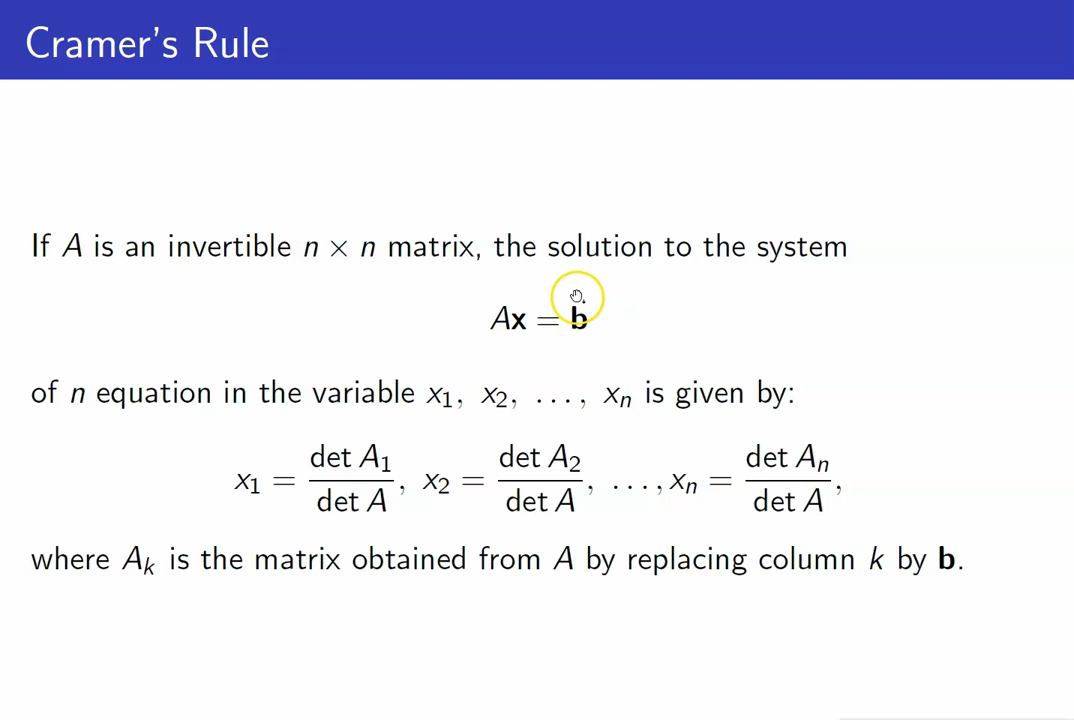 Cramer's Rule
If A is an invertible n × n matrix, the solution to the system
Ax = b
of n equation in the variable x₁, x₂, ..., xₙ is given by:
x₁ = det A₁ / det A, x₂ = det A₂ / det A, ..., xₙ = det Aₙ / det A,
where Aₖ is the matrix obtained from A by replacing column k by b.